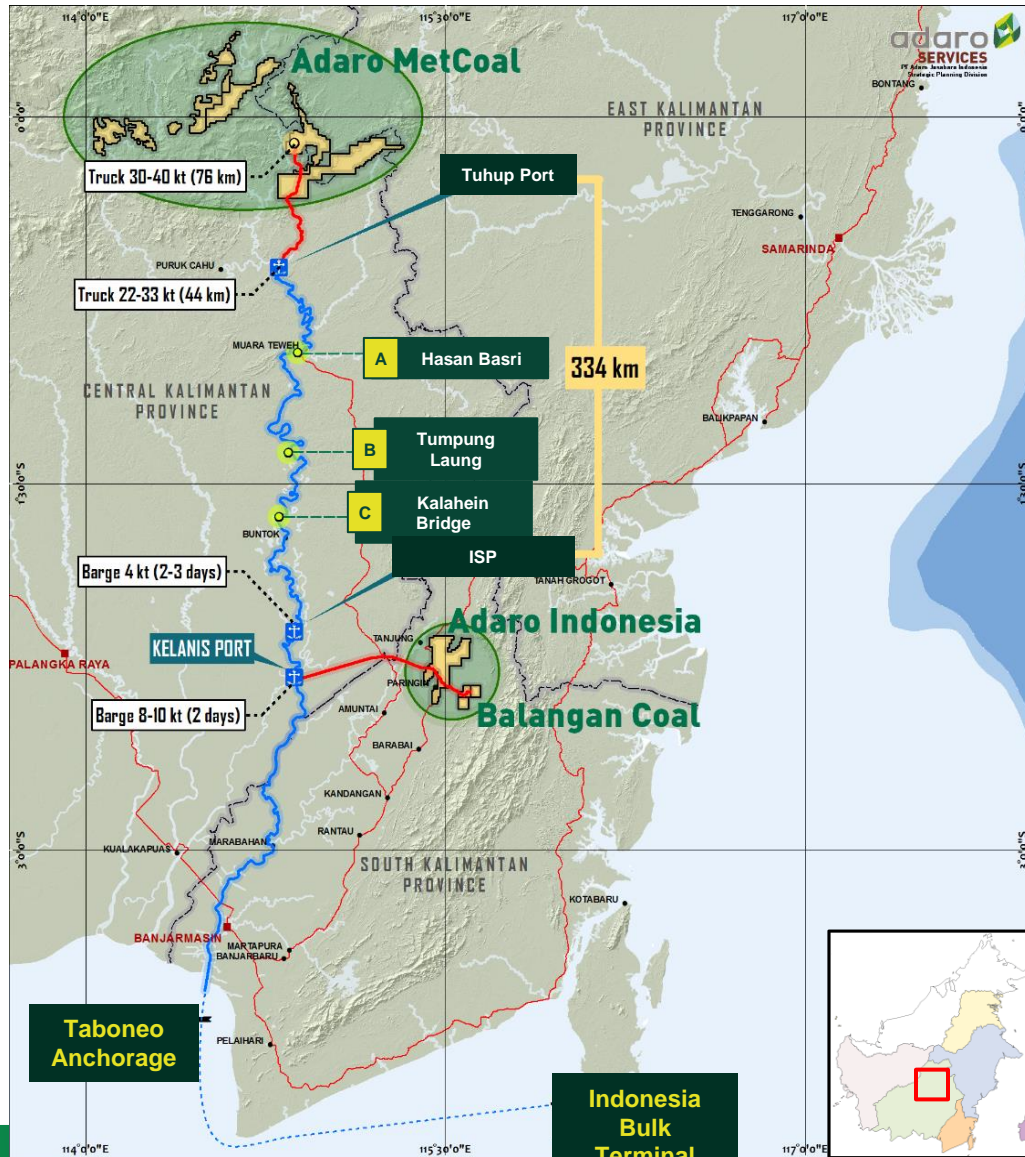 114°0'0"E
115°30'0"E
117°0'0"E
adaro
SERVICES
PT Adaro Jasabara Indonesia
Strategic Planning Division
Adaro MetCoal
BONTANG
0°0'0"
0°0'0"
EAST KALIMANTAN
PROVINCE
Truck 30-40 kt (76 km)
Tuhup Port
TENGGARONG
SAMARINDA
PURUK CAHU
Truck 22-33 kt (44 km)
MUARA TEWEH
A
Hasan Basri
334 km
CENTRAL KALIMANTAN
PROVINCE
BALIKPAPAN
B
Tumpung
Laung
1°30'0"S
C
Kalahein
Bridge
BUNTOK
ISP
Barge 4 kt (2-3 days)
TANAH GROGOT
Adaro Indonesia
KELANIS PORT
TANJUNG
PALANGKA RAYA
PARINGIN
Barge 8-10 kt (2 days)
AMUNTAI
Balangan Coal
BARABAI
KANDANGAN
RANTAU
3°0'0"S
3°0'0"S
MARABAHAN
KUALAKAPUAS
SOUTH KALIMANTAN
PROVINCE
KOTABARU
BANJARMASIN
MARTAPURA
BANJARBARU
Taboneo
Anchorage
PELAIHARI
Indonesia
Bulk
Terminal
114°0'0"E
115°30'0"E
117°0'0"E